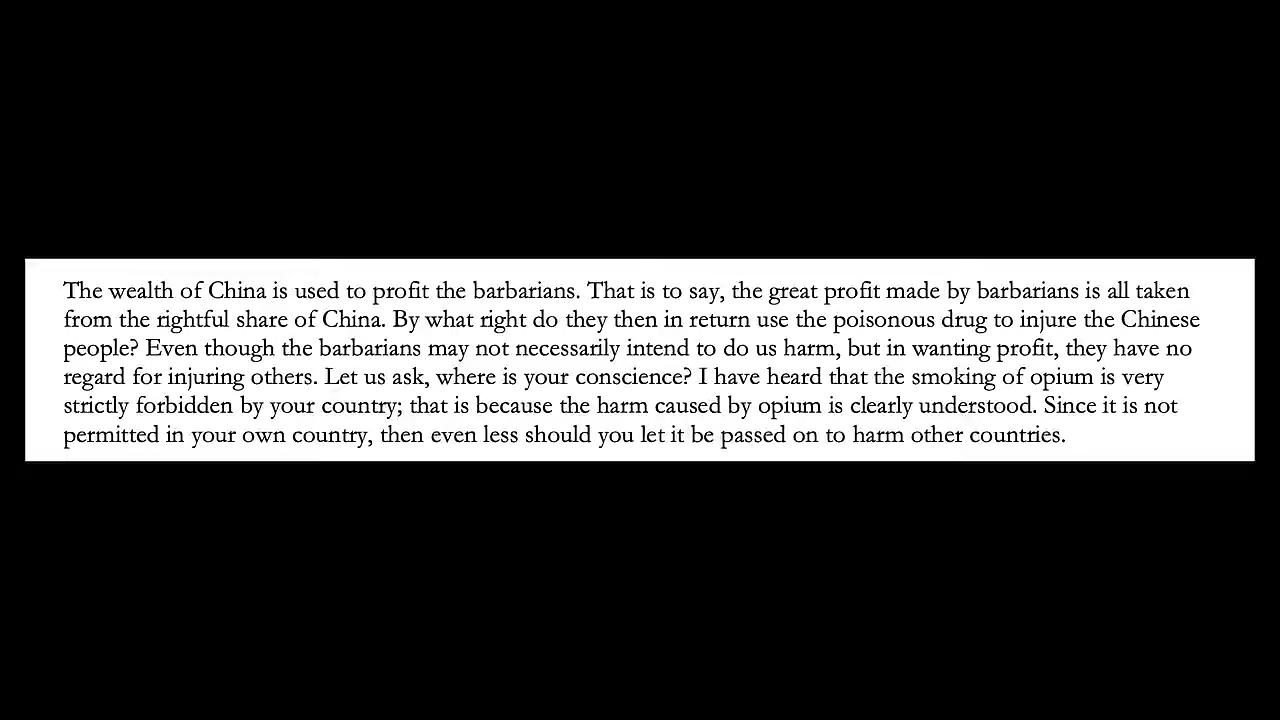 The wealth of China is used to profit the barbarians. That is to say, the great profit made by barbarians is all taken
from the rightful share of China. By what right do they then in return use the poisonous drug to injure the Chinese
people? Even though the barbarians may not necessarily intend to do us harm, but in wanting profit, they have no
regard for injuring others. Let us ask, where is your conscience? I have heard that the smoking of opium is very
strictly forbidden by your country; that is because the harm caused by opium is clearly understood. Since it is not
permitted in your own country, then even less should you let it be passed on to harm other countries.